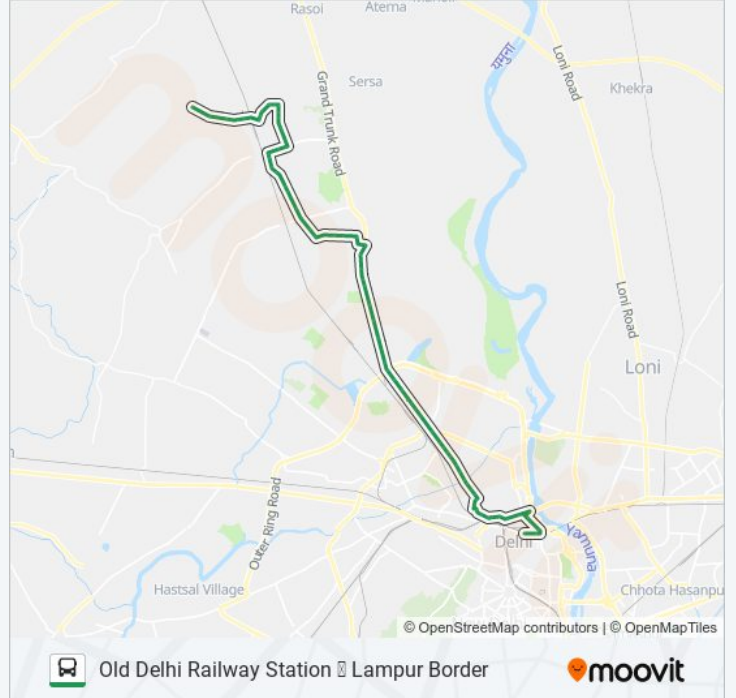 Rasoi
Aterna
यमुना
Loni Road
Khekra
Sersa
Grand Trunk Road
Loni Road
Loni
Outer Ring Road
Delhi
Yamuna
Hastsal Village
Chhota Hasanpu
© OpenStreetMap contributors | © OpenMapTiles
Old Delhi Railway Station Lampur Border
moovit